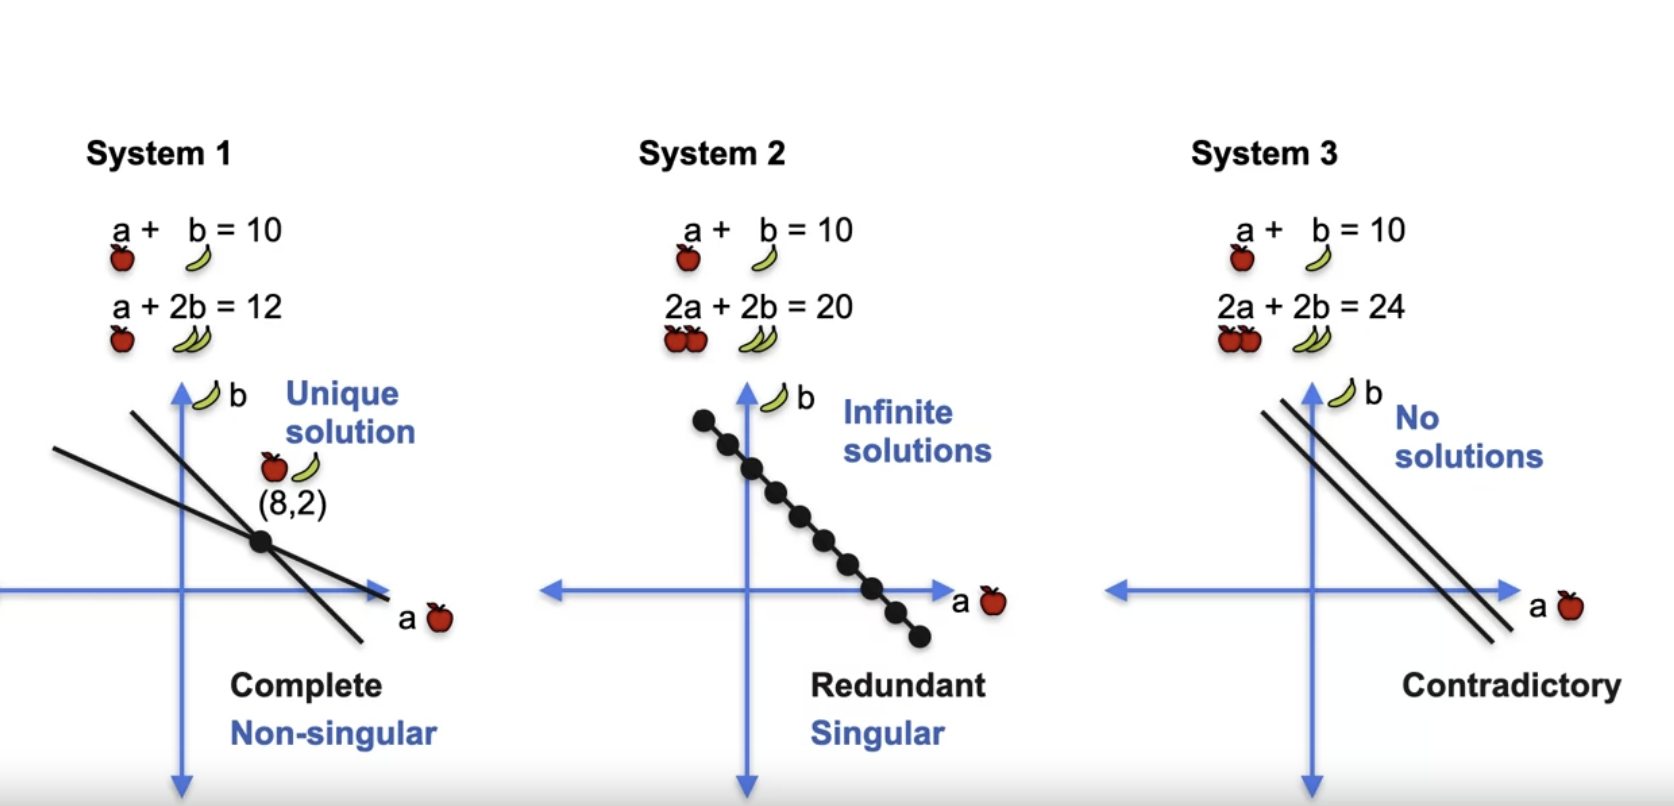 System 1
a + b = 10
a + 2b = 12
b
Unique
solution
(8,2)
a
Complete
Non-singular
System 2
a + b = 10
2a + 2b = 20
b
Infinite
solutions
a
Redundant
Singular
System 3
a + b = 10
2a + 2b = 24
b
No
solutions
a
Contradictory